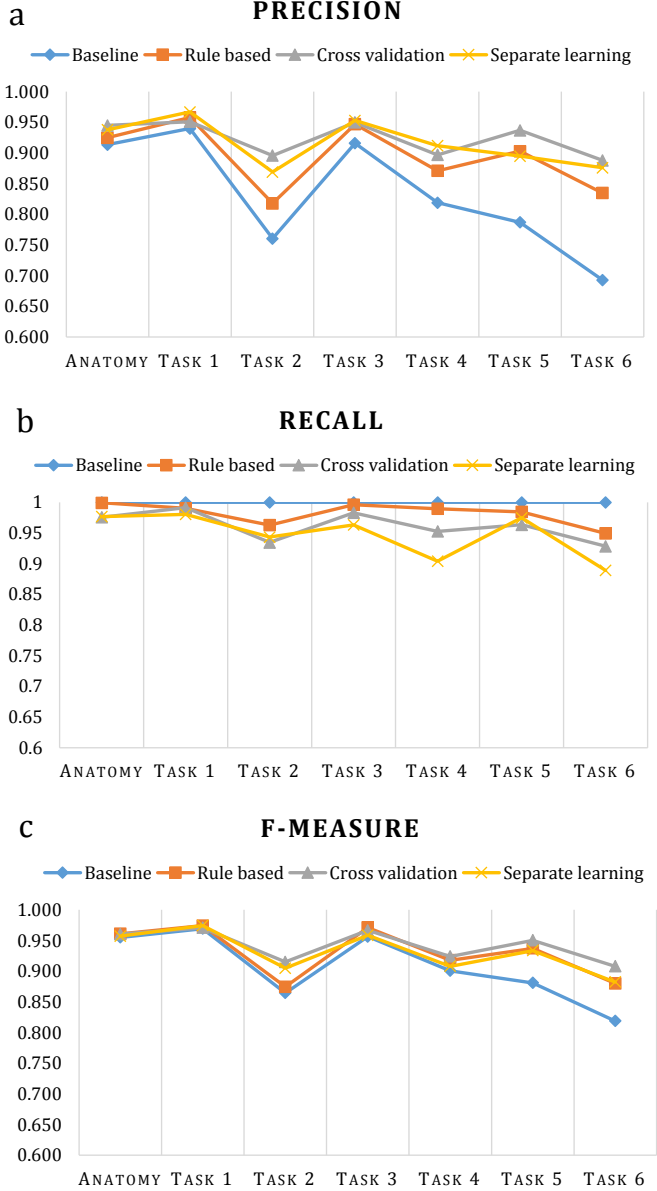 a
PRECISION
Baseline Rule based Cross validation Separate learning
1.000
0.950
0.900
0.850
0.800
0.750
0.700
0.650
0.600
ANATOMY TASK 1 TASK 2 TASK 3 TASK 4 TASK 5 TASK 6
b
RECALL
Baseline Rule based Cross validation Separate learning
1
0.95
0.9
0.85
0.8
0.75
0.7
0.65
0.6
ANATOMY TASK 1 TASK 2 TASK 3 TASK 4 TASK 5 TASK 6
c
F-MEASURE
Baseline Rule based Cross validation Separate learning
1.000
0.950
0.900
0.850
0.800
0.750
0.700
0.650
0.600
ANATOMY TASK 1 TASK 2 TASK 3 TASK 4 TASK 5 TASK 6